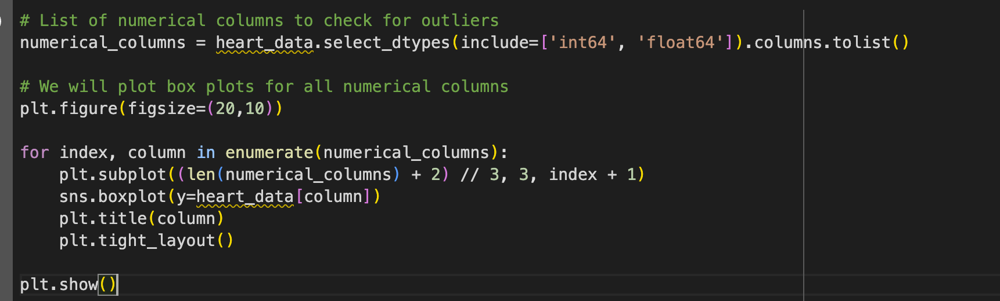 # List of numerical columns to check for outliers
numerical_columns = heart_data.select_dtypes(include=['int64', 'float64']).columns.tolist()
# We will plot box plots for all numerical columns
plt.figure(figsize=(20,10))
for index, column in enumerate(numerical_columns):
    plt.subplot((len(numerical_columns) + 2) // 3, 3, index + 1)
    sns.boxplot(y=heart_data[column])
    plt.title(column)
    plt.tight_layout()
plt.show()